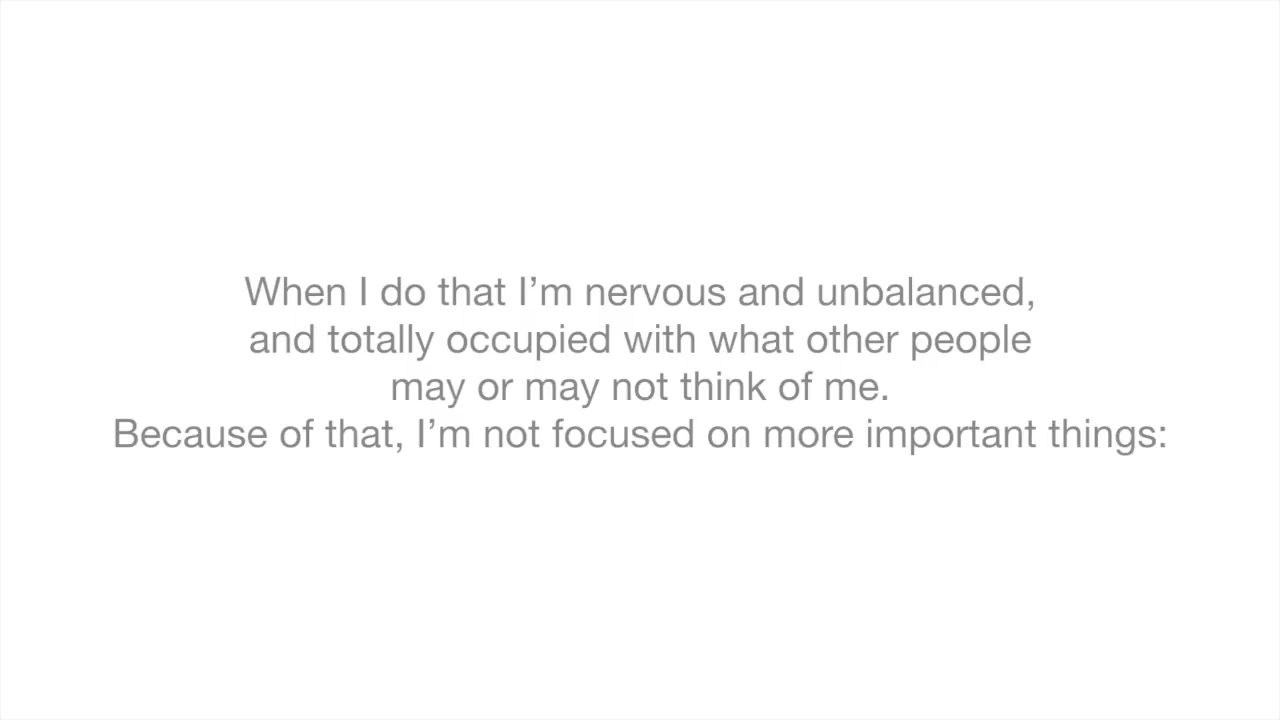 When I do that I’m nervous and unbalanced,
and totally occupied with what other people
may or may not think of me.
Because of that, I’m not focused on more important things: